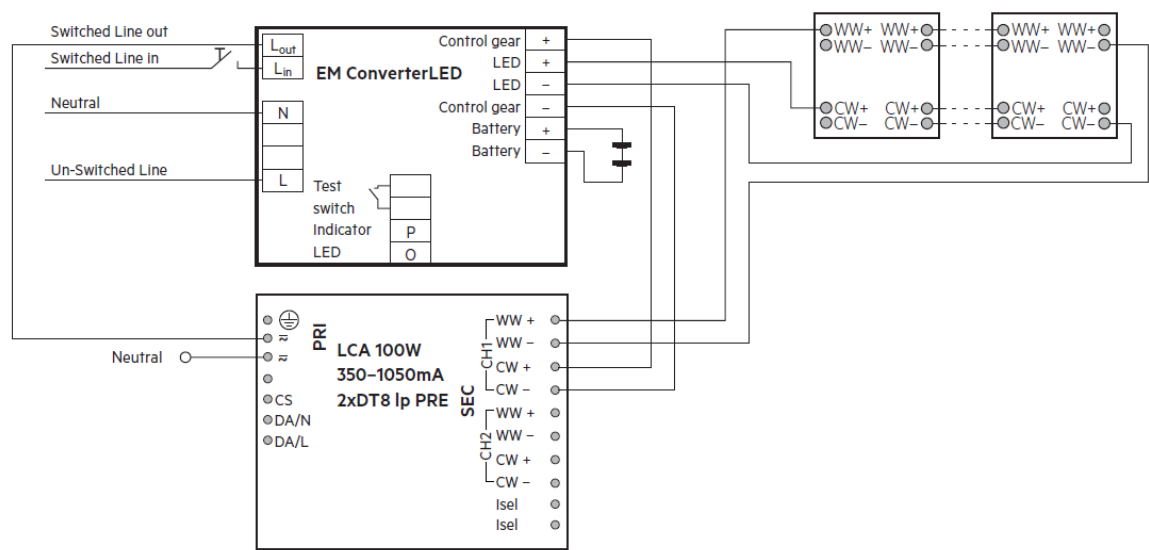 Switched Line out
Switched Line in
Neutral
Un-Switched Line
Lout
Lin
N
L
EM ConverterLED
Control gear +
LED +
LED −
Control gear −
Battery +
Battery −
Test
switch
Indicator P
LED O
WW+ WW+
WW− WW−
CW+ CW+
CW− CW−
WW+ WW+
WW− WW−
CW+ CW+
CW− CW−
Neutral
PRI
CS
DA/N
DA/L
LCA 100W
350–1050mA
2xDT8 lp PRE
SEC
CH1
WW +
WW −
CW +
CW −
CH2
WW +
WW −
CW +
CW −
Isel
Isel